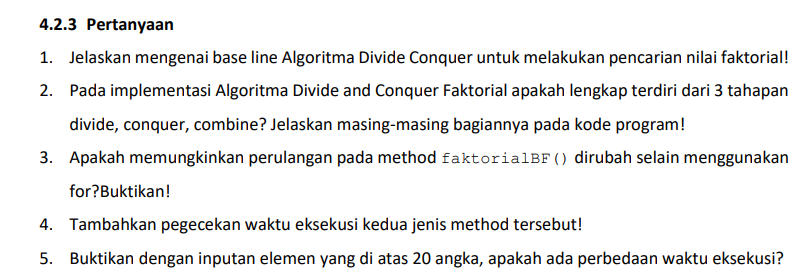 4.2.3 Pertanyaan
1. Jelaskan mengenai base line Algoritma Divide Conquer untuk melakukan pencarian nilai faktorial!
2. Pada implementasi Algoritma Divide and Conquer Faktorial apakah lengkap terdiri dari 3 tahapan
divide, conquer, combine? Jelaskan masing-masing bagiannya pada kode program!
3. Apakah memungkinkan perulangan pada method faktorialBF() dirubah selain menggunakan
for?Buktikan!
4. Tambahkan pegecekan waktu eksekusi kedua jenis method tersebut!
5. Buktikan dengan inputan elemen yang di atas 20 angka, apakah ada perbedaan waktu eksekusi?